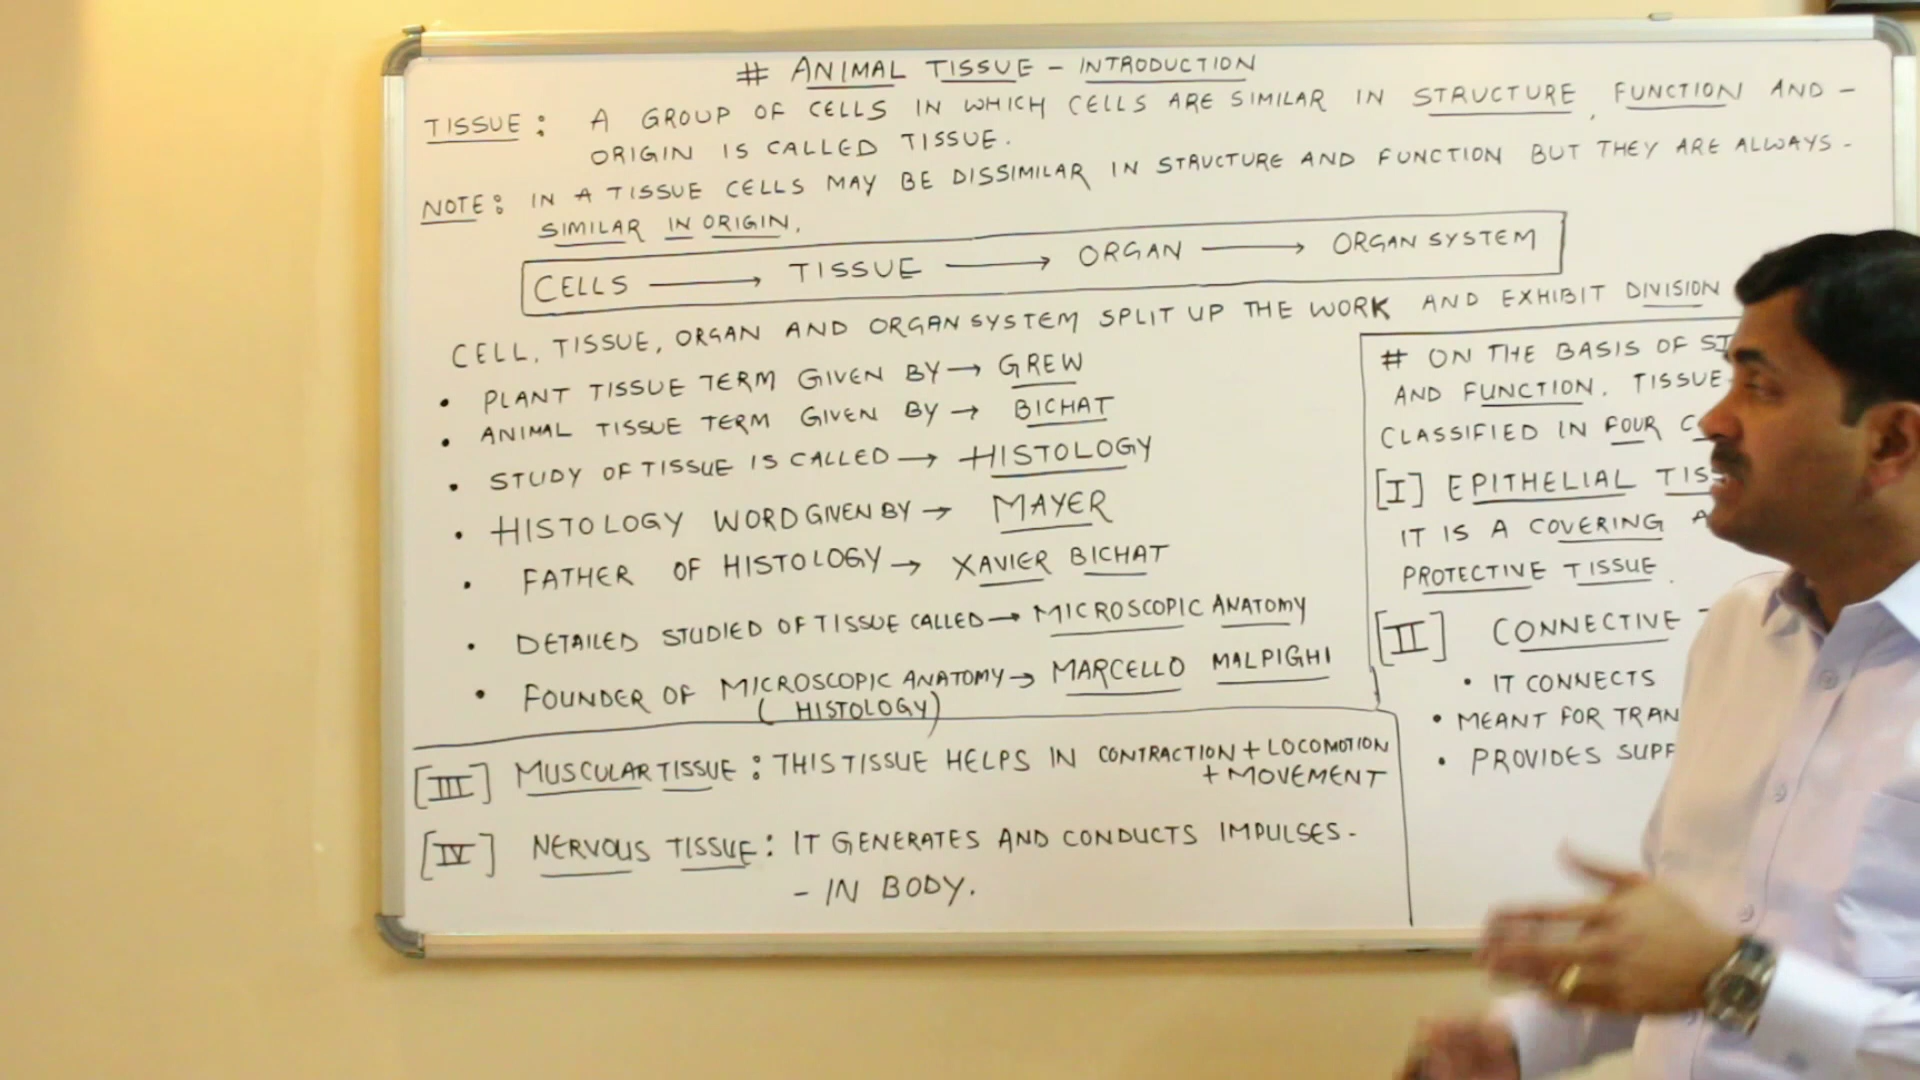 # ANIMAL TISSUE - INTRODUCTION
TISSUE : A GROUP OF CELLS IN WHICH CELLS ARE SIMILAR IN STRUCTURE, FUNCTION AND -
ORIGIN IS CALLED TISSUE.
NOTE : IN A TISSUE CELLS MAY BE DISSIMILAR IN STRUCTURE AND FUNCTION BUT THEY ARE ALWAYS -
SIMILAR IN ORIGIN.
CELLS → TISSUE → ORGAN → ORGAN SYSTEM
CELL, TISSUE, ORGAN AND ORGAN SYSTEM SPLIT UP THE WORK AND EXHIBIT DIVISION
• PLANT TISSUE TERM GIVEN BY → GREW
• ANIMAL TISSUE TERM GIVEN BY → BICHAT
• STUDY OF TISSUE IS CALLED → HISTOLOGY
• HISTOLOGY WORD GIVEN BY → MAYER
• FATHER OF HISTOLOGY → XAVIER BICHAT
• DETAILED STUDIED OF TISSUE CALLED → MICROSCOPIC ANATOMY
• FOUNDER OF MICROSCOPIC ANATOMY → MARCELLO MALPIGHI
(HISTOLOGY)
# ON THE BASIS OF
AND FUNCTION, TISSUE
CLASSIFIED IN FOUR
[I] EPITHELIAL TIS
IT IS A COVERING
PROTECTIVE TISSUE.
[II] CONNECTIVE
• IT CONNECTS
• MEANT FOR TRAN
• PROVIDES SUPP
[III] MUSCULAR TISSUE : THIS TISSUE HELPS IN CONTRACTION + LOCOMOTION
+ MOVEMENT
[IV] NERVOUS TISSUE : IT GENERATES AND CONDUCTS IMPULSES -
- IN BODY.